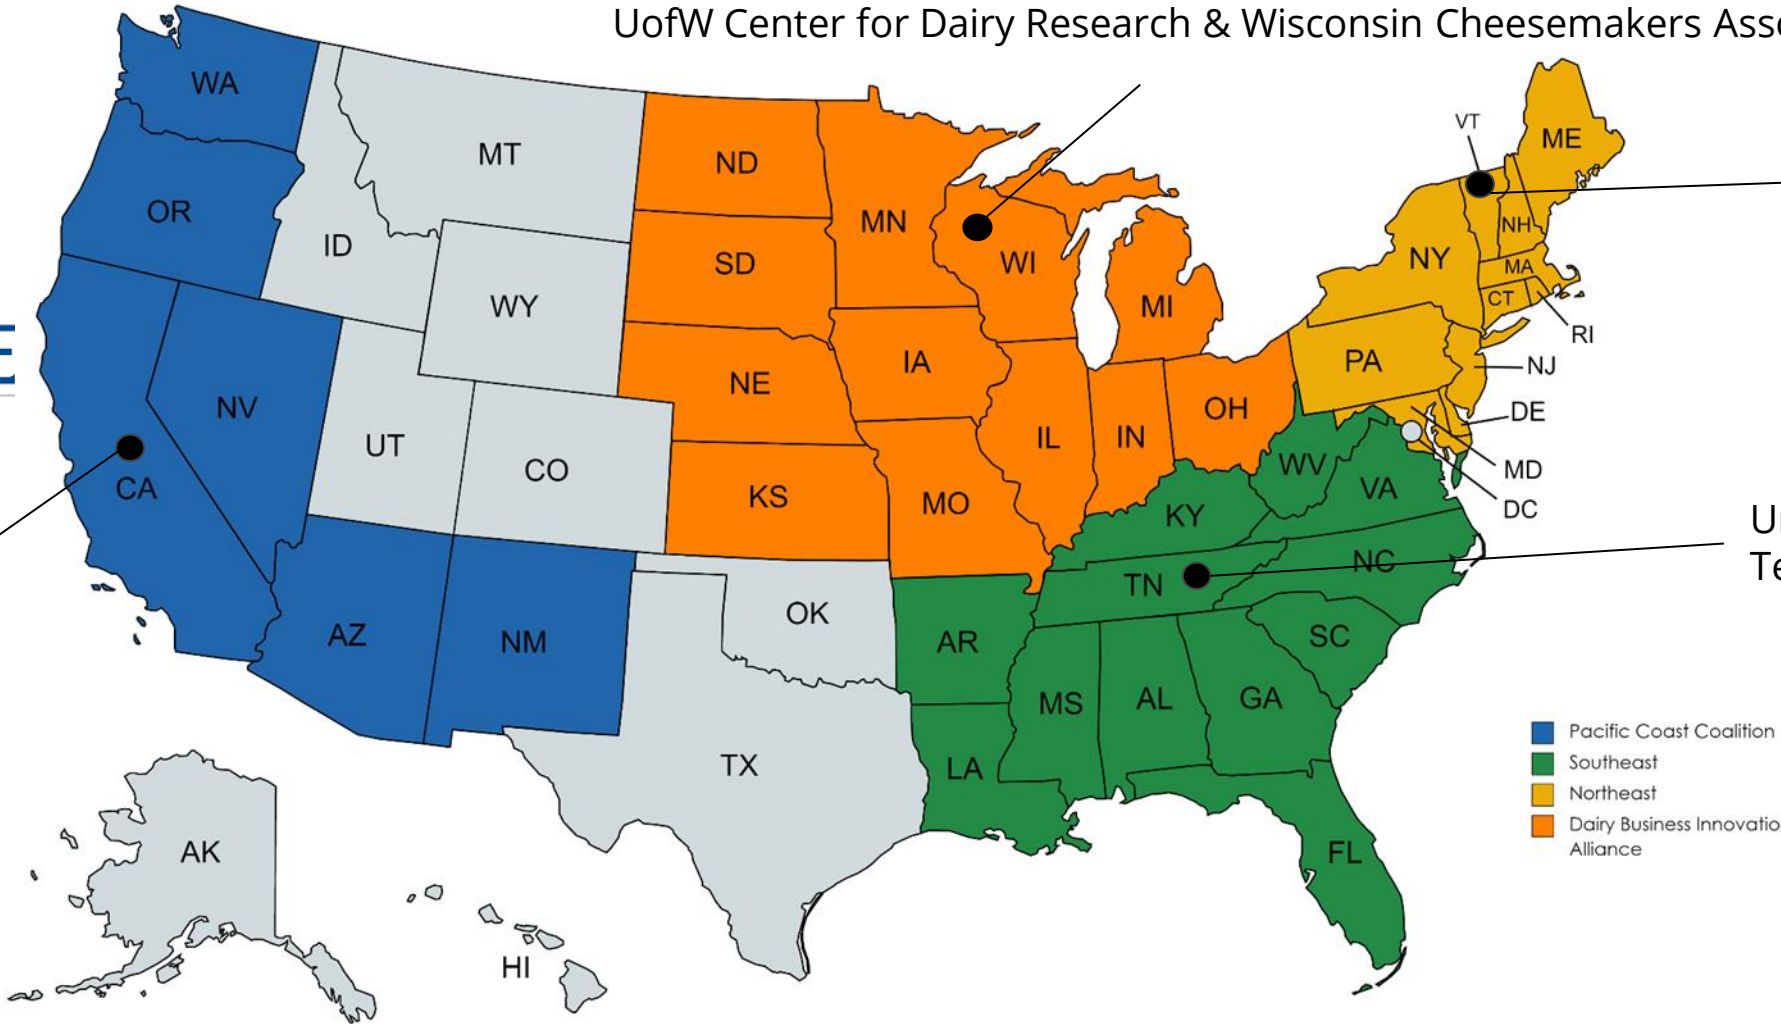 UofW Center for Dairy Research & Wisconsin Cheesemakers
WA
MT
ND
MN
VT
ME
OR
ID
SD
WI
MI
NY
NH
MA
CT
RI
WY
NE
IA
PA
NJ
NV
UT
CO
IL
IN
OH
DE
CA
KS
MO
WV
MD
KY
VA
DC
TN
NC
AZ
NM
OK
AR
SC
MS
AL
GA
TX
LA
FL
AK
HI
Pacific Coast Coalition
Southeast
Northeast
Dairy Business
Alliance